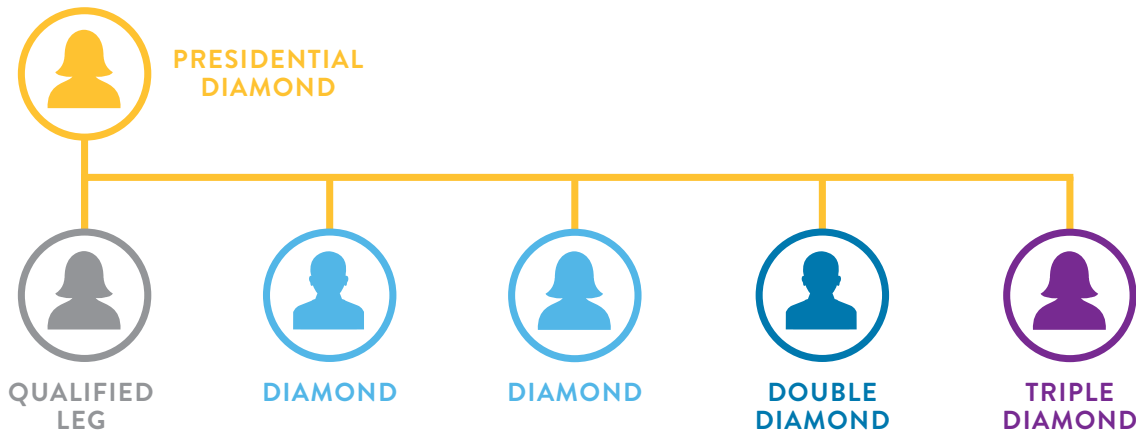 PRESIDENTIAL
DIAMOND
QUALIFIED
LEG
DIAMOND
DIAMOND
DOUBLE
DIAMOND
TRIPLE
DIAMOND